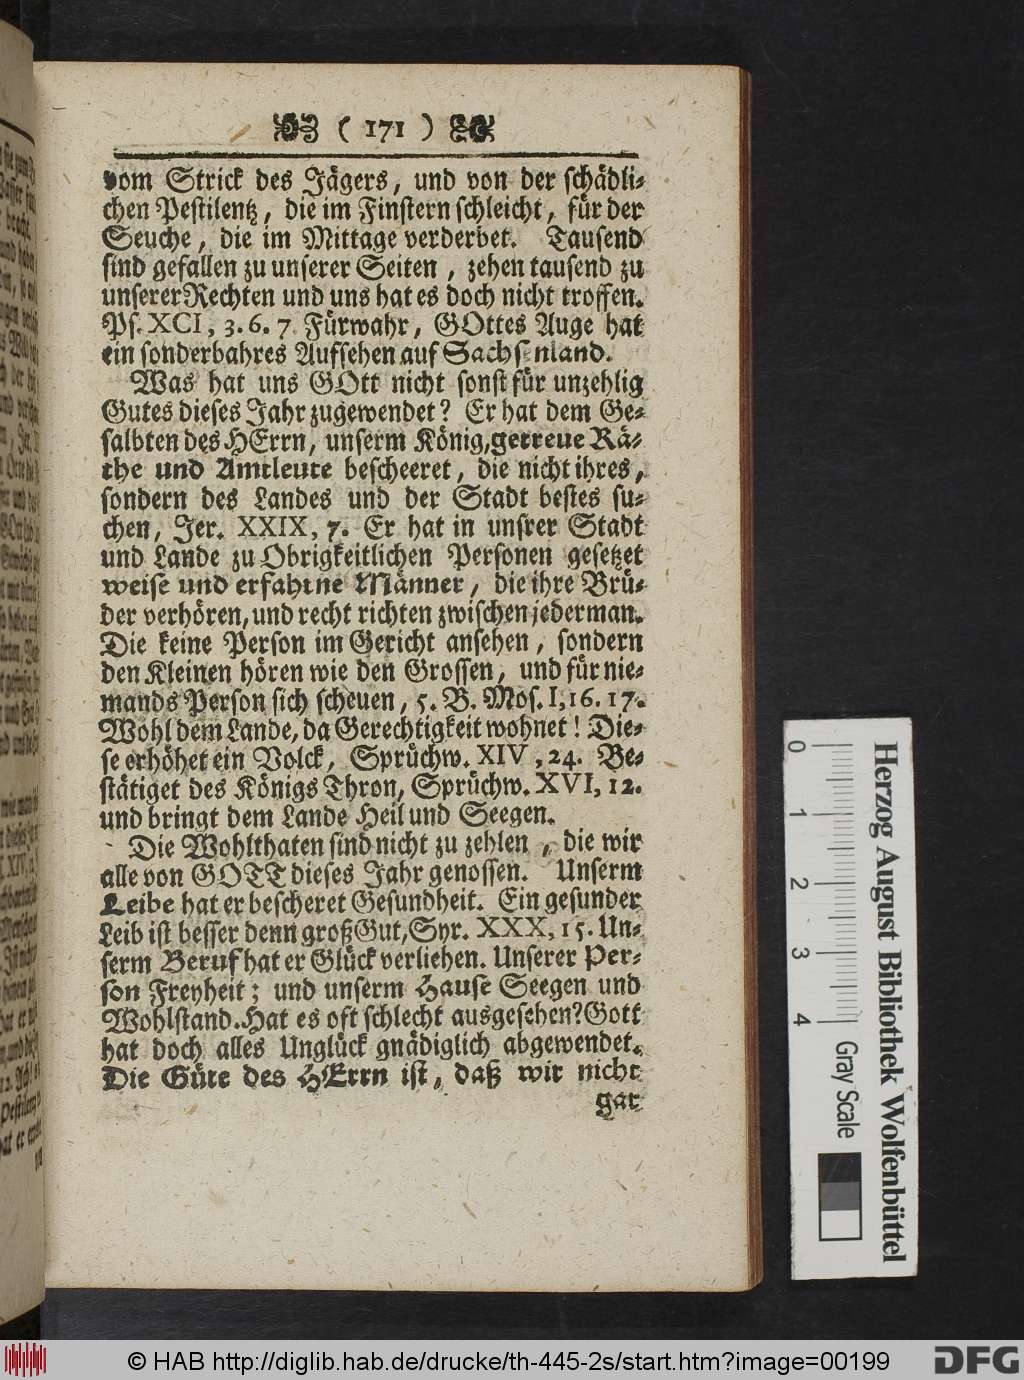 ( 171 )
vom Strick des Jägers, und von der schädli-
chen Pestilentz, die im Finstern schleicht, für der
Seuche, die im Mittage verderbet. Tausend
sind gefallen zu unserer Seiten, zehen tausend zu
unserer Rechten und uns hat es doch nicht troffen.
Ps. XCI, 3. 6. 7 Fürwahr, GOttes Auge hat
ein sonderbahres Aufsehen auf Sachsenland.
Was hat uns GOtt nicht sonst für unzehlig
Gutes dieses Jahr zugewendet? Er hat dem Ge-
salbten des HErrn, unserm König, getreue Rä-
the und Amtleute bescheeret, die nicht ihres,
sondern des Landes und der Stadt bestes su-
chen, Jer. XXIX, 7. Er hat in unsrer Stadt
und Lande zu Obrigkeitlichen Personen gesetzet
weise und erfahrne Männer, die ihre Brü-
der verhören, und recht richten zwischen jederman.
Die keine Person im Gericht ansehen, sondern
den Kleinen hören wie den Grossen, und für nie-
mands Person sich scheuen, 5. B. Mos. I, 16. 17.
Wohl dem Lande, da Gerechtigkeit wohnet! Die-
se erhöhet ein Volck, Sprüchw. XIV, 24. Be-
stätiget des Königs Thron, Sprüchw. XVI, 12.
und bringt dem Lande Heil und Seegen.
Die Wohlthaten sind nicht zu zehlen, die wir
alle von GOTT dieses Jahr genossen. Unserm
Leibe hat er bescheret Gesundheit. Ein gesunder
Leib ist besser denn groß Gut, Syr. XXX, 15. Un-
serm Beruf hat er Glück verliehen. Unserer Per-
son Freyheit; und unserm Hause Seegen und
Wohlstand. Hat es oft schlecht ausgesehen? Gott
hat doch alles Unglück gnädiglich abgewendet.
Die Güte des HErrn ist, daß wir nicht
gar
0 1 2 3 4 Gray Scale
Herzog August Bibliothek Wolfenbüttel
© HAB http://diglib.hab.de/drucke/th-445-2s/start.htm?image=00199
DFG